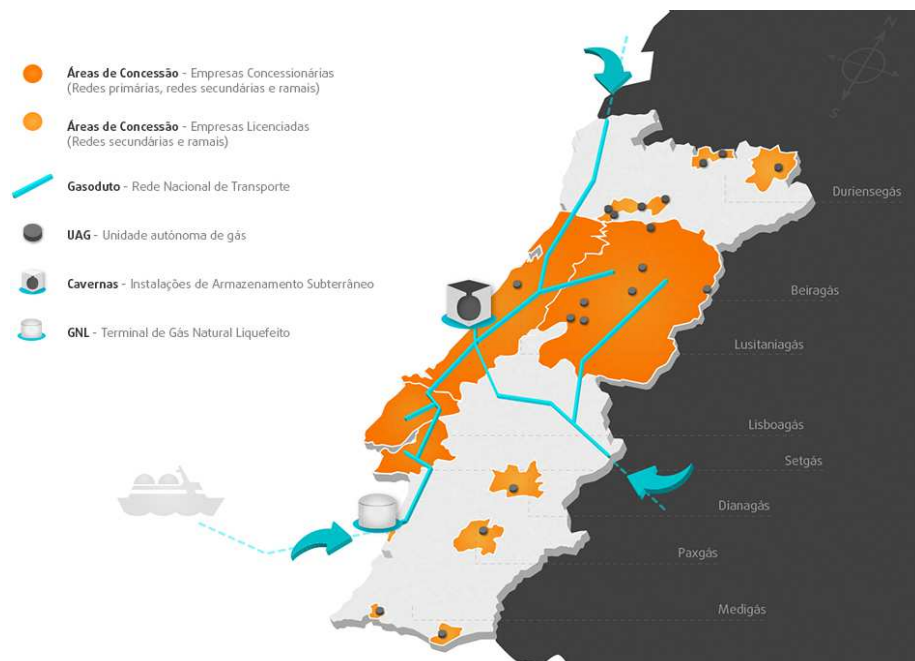 Áreas de Concessão - Empresas Concessionárias
(Redes primárias, redes secundárias e ramais)
Áreas de Concessão - Empresas Licenciadas
(Redes secundárias e ramais)
Gasoduto - Rede Nacional de Transporte
UAG - Unidade autônoma de gás
Cavernas - Instalações de Armazenamento Subterrâneo
GNL - Terminal de Gás Natural Liquefeito
N
S
Duriensegás
Beiragás
Lusitaniagás
Lisboagás
Setgás
Dianagás
Paxgás
Medigás